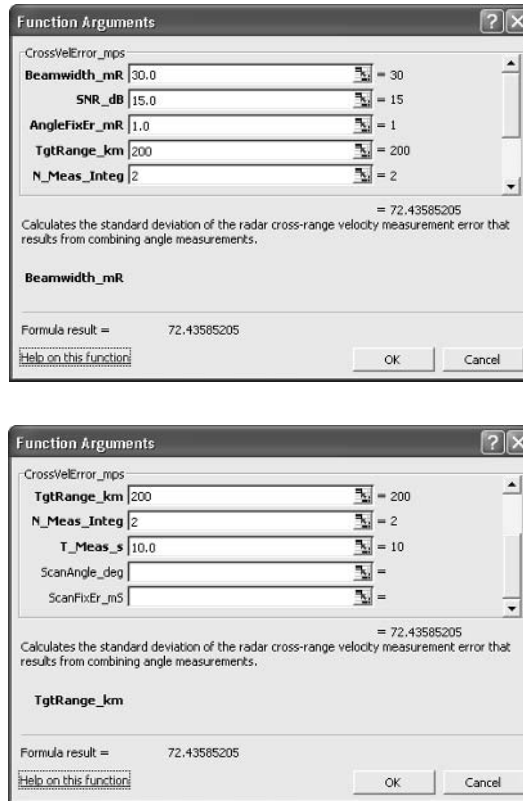 Function Arguments
CrossVelError_mps
Beamwidth_mR 30.0 = 30
SNR_dB 15.0 = 15
AngleFixEr_mR 1.0 = 1
TgtRange_km 200 = 200
N_Meas_Integ 2 = 2
= 72.43585205
Calculates the standard deviation of the radar cross-range velocity measurement error that
results from combining angle measurements.
Beamwidth_mR
Formula result = 72.43585205
Help on this function OK Cancel
Function Arguments
CrossVelError_mps
TgtRange_km 200 = 200
N_Meas_Integ 2 = 2
T_Meas_s 10.0 = 10
ScanAngle_deg =
ScanFixEr_mS =
= 72.43585205
Calculates the standard deviation of the radar cross-range velocity measurement error that
results from combining angle measurements.
TgtRange_km
Formula result = 72.43585205
Help on this function OK Cancel